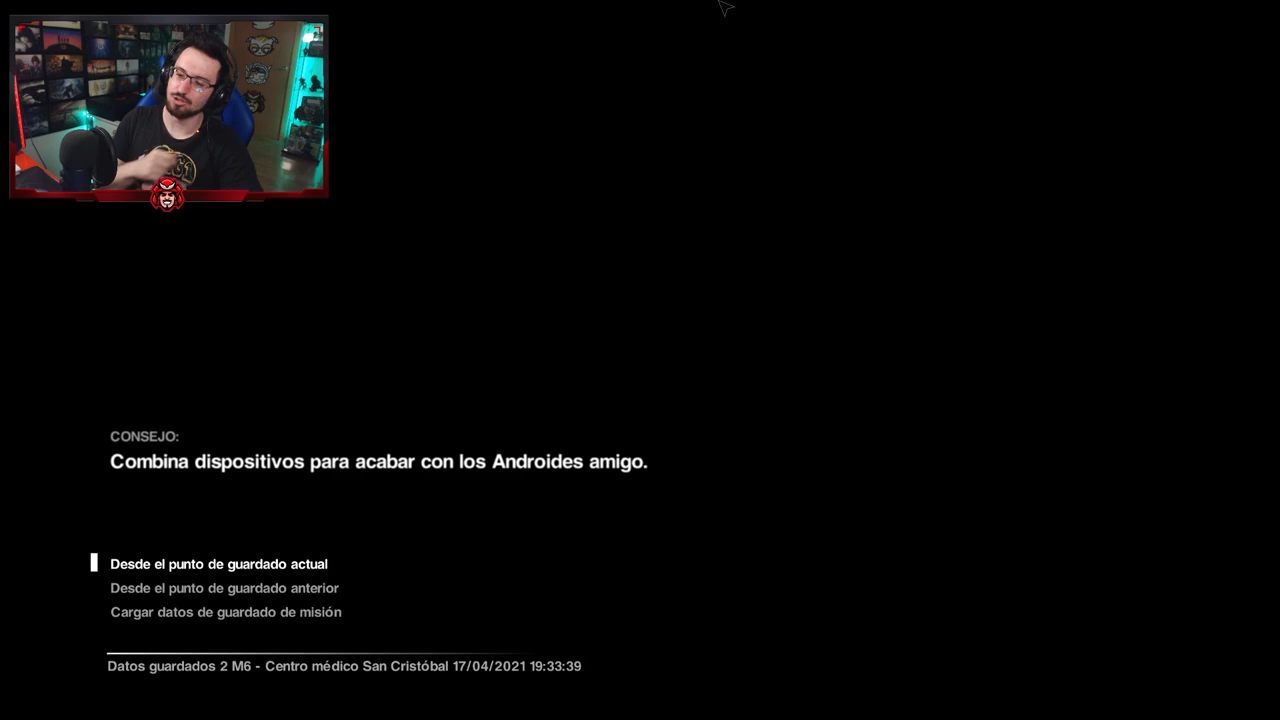 CONSEJO:
Combina dispositivos para acabar con los Androides amigo.
Desde el punto de guardado actual
Desde el punto de guardado anterior
Cargar datos de guardado de misión
Datos guardados 2 M6 - Centro médico San Cristóbal 17/04/2021 19:33:39